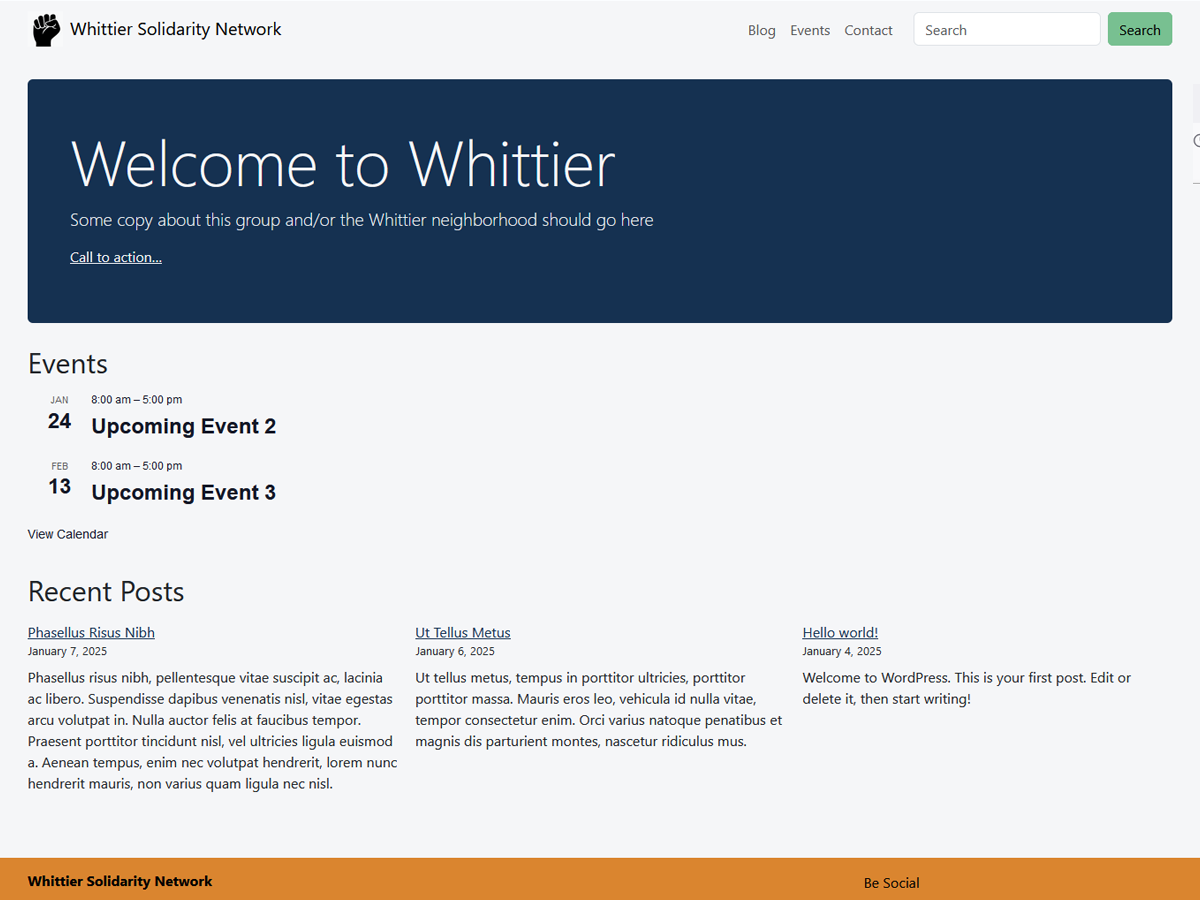 Whittier Solidarity Network
Blog Events Contact Search Search
Welcome to Whittier
Some copy about this group and/or the Whittier neighborhood should go here
Call to action...
Events
JAN
24
8:00 am – 5:00 pm
Upcoming Event 2
FEB
13
8:00 am – 5:00 pm
Upcoming Event 3
View Calendar
Recent Posts
Phasellus Risus Nibh
January 7, 2025
Phasellus risus nibh, pellentesque vitae suscipit ac, lacinia
ac libero. Suspendisse dapibus venenatis nisl, vitae egestas
arcu volutpat in. Nulla auctor felis at faucibus tempor.
Praesent porttitor tincidunt nisl, vel ultricies ligula euismod
a. Aenean tempus, enim nec volutpat hendrerit, lorem nunc
hendrerit mauris, non varius quam ligula nec nisl.
Ut Tellus Metus
January 6, 2025
Ut tellus metus, tempus in porttitor ultricies, porttitor
porttitor massa. Mauris eros leo, vehicula id nulla vitae,
tempor consectetur enim. Orci varius natoque penatibus et
magnis dis parturient montes, nascetur ridiculus mus.
Hello world!
January 4, 2025
Welcome to WordPress. This is your first post. Edit or
delete it, then start writing!
Whittier Solidarity Network
Be Social